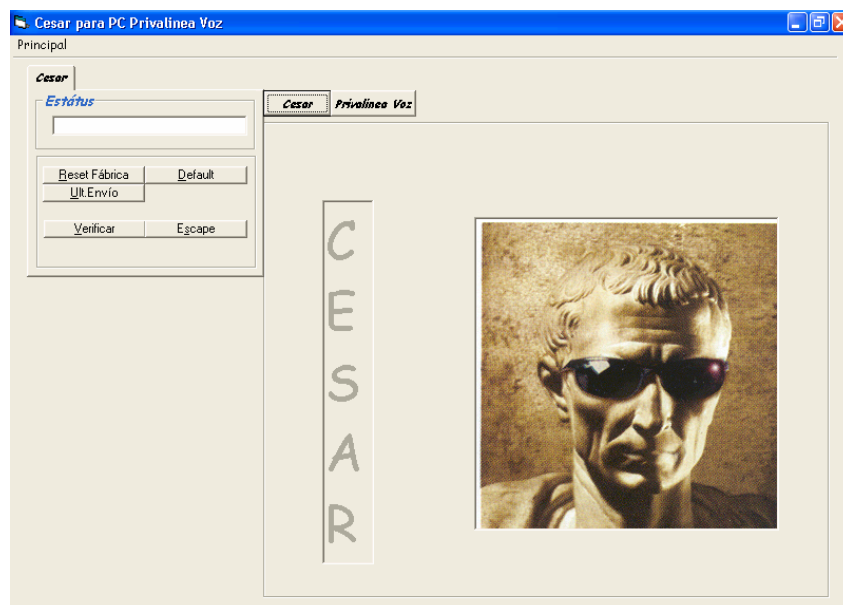 Cesar para PC Privalinea Voz
Principal
Cesar
Estátus
Cesar Privalinea Voz
Reset Fábrica Default
Ult.Envío
Verificar Escape
C
E
S
A
R